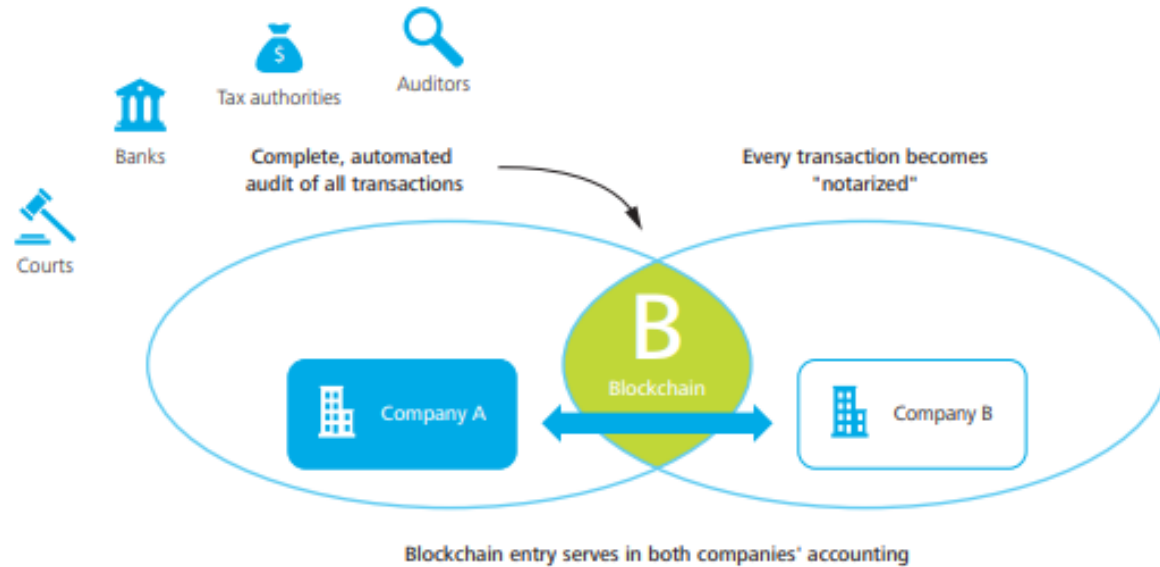 $
Auditors
Tax authorities
Banks
Complete, automated
audit of all transactions
Every transaction becomes
"notarized"
Courts
B
Blockchain
Company A
Company B
Blockchain entry serves in both companies' accounting